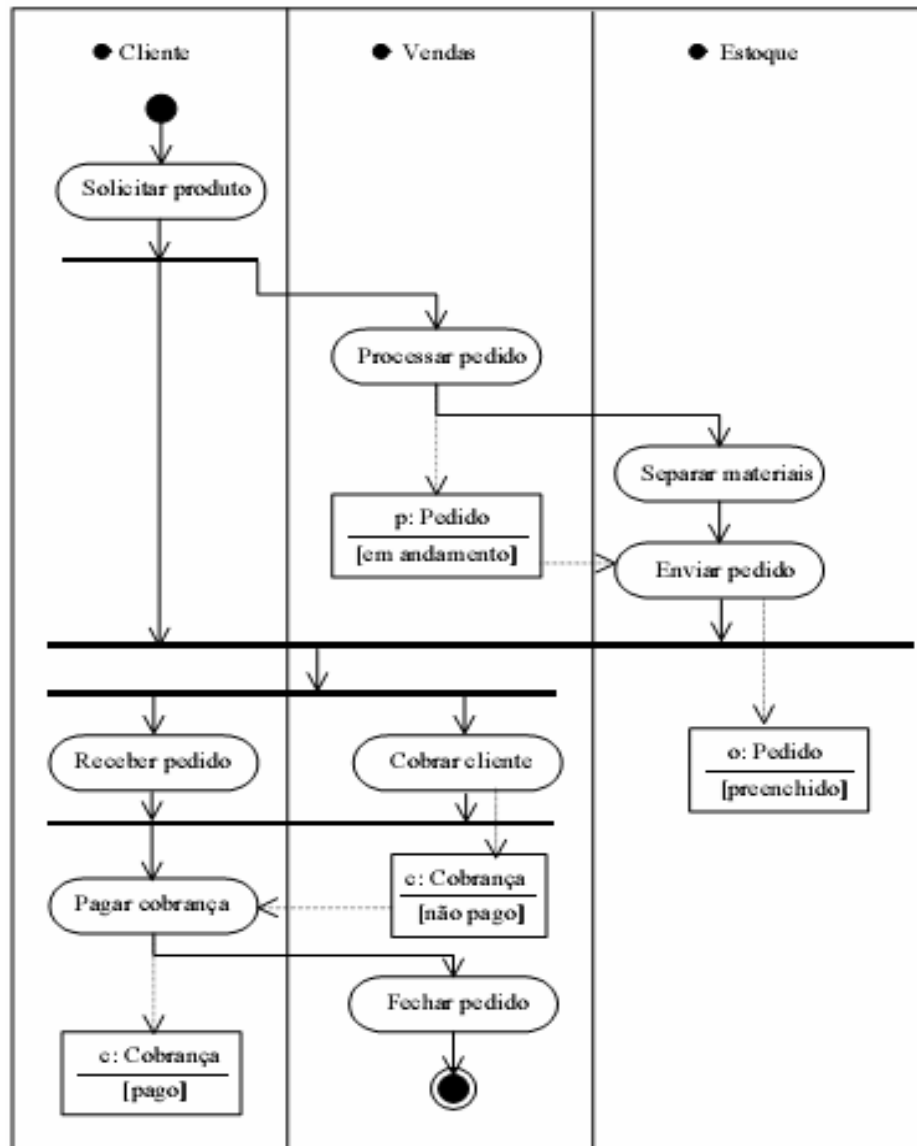 Cliente
Vendas
Estoque
Solicitar produto
Processar pedido
Separar materiais
p: Pedido
[em andamento]
Enviar pedido
Receber pedido
Cobrar cliente
o: Pedido
[preenchido]
Pagar cobrança
c: Cobrança
[não pago]
Fechar pedido
c: Cobrança
[pago]